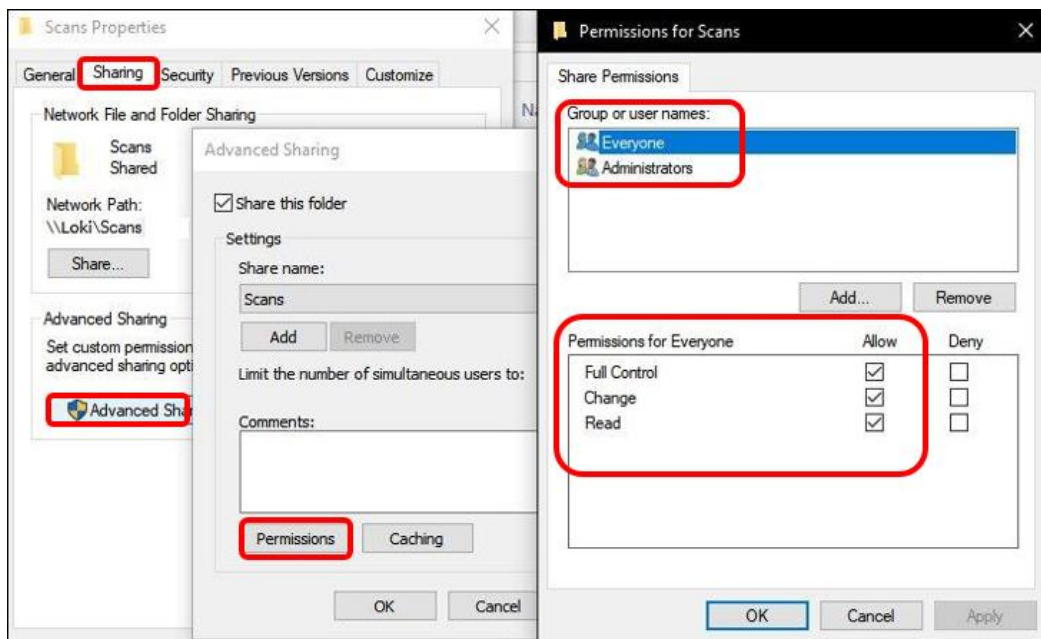 Scans Properties
General Sharing Security Previous Versions Customize
Network File and Folder Sharing
Scans
Shared
Network Path:
\\Loki\Scans
Share...
Advanced Sharing
Set custom permission
advanced sharing opti
Advanced Shar
Advanced Sharing
Share this folder
Settings
Share name:
Scans
Add Remove
Limit the number of simultaneous users to:
Comments:
Permissions Caching
OK Cancel
Permissions for Scans
Share Permissions
Group or user names:
Everyone
Administrators
Add... Remove
Permissions for Everyone Allow Deny
Full Control
Change
Read
OK Cancel Apply